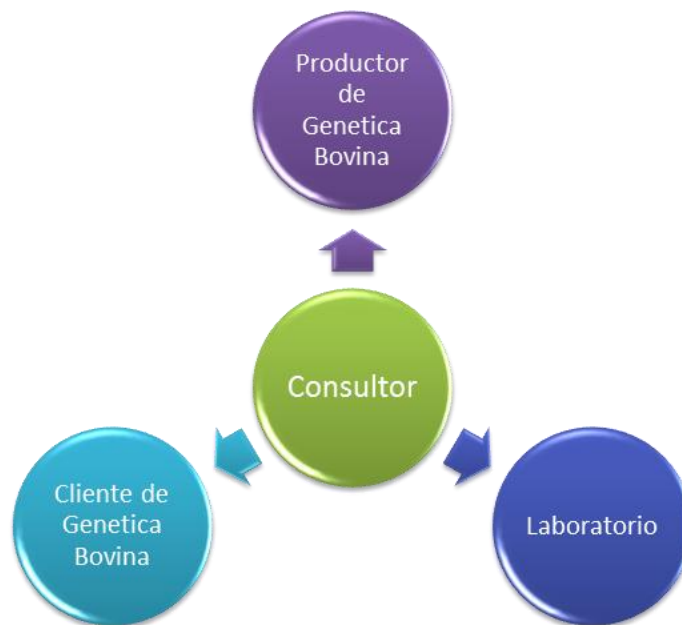 Productor
de
Genetica
Bovina
Consultor
Cliente de
Genetica
Bovina
Laboratorio